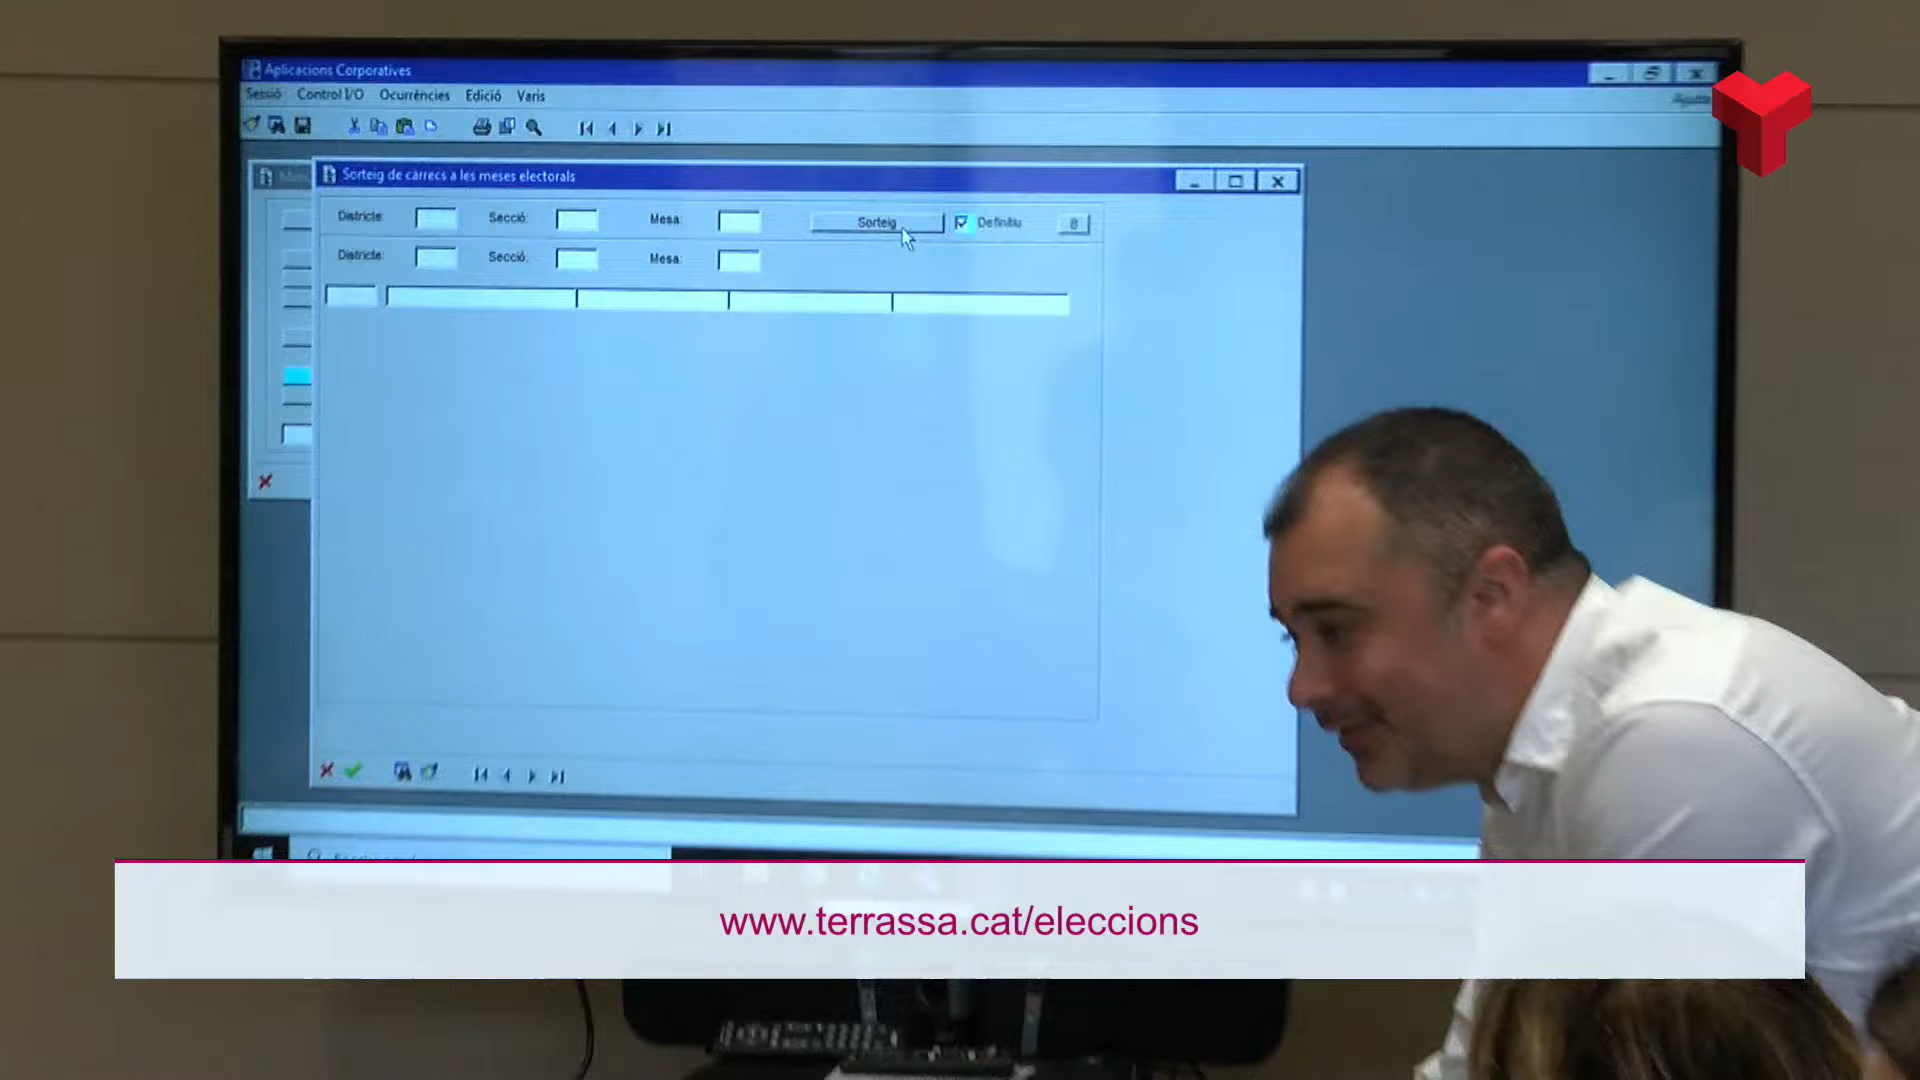 Aplicacions Corporatives
Sessió Control I/O Ocurrències Edició Varis
Sorteig de càrrecs a les meses electorals
Districte: Secció: Mesa: Sorteig Definitiu
Districte: Secció: Mesa:
www.terrassa.cat/eleccions